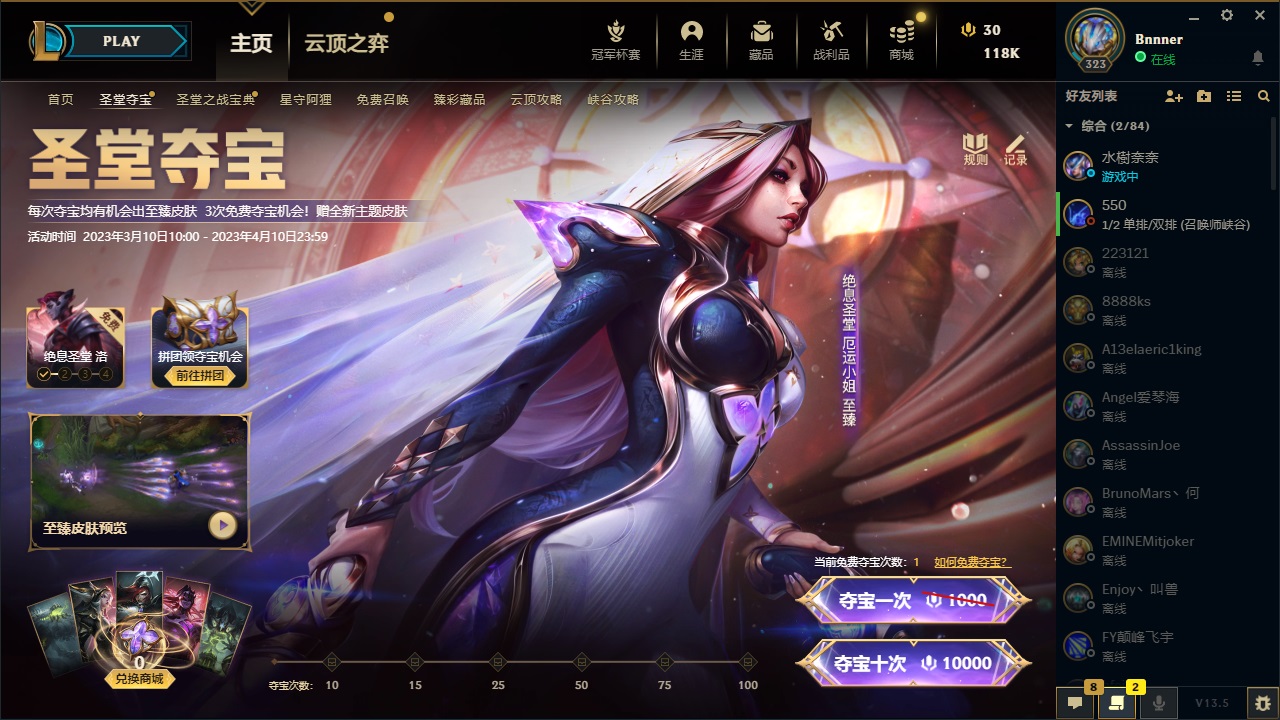 PLAY
主页
云顶之弈
冠军杯赛
生涯
藏品
战利品
商城
30
118K
323
Bnnner
在线
首页
圣堂夺宝
圣堂之战宝典
星守阿狸
免费召唤
臻彩藏品
云顶攻略
峡谷攻略
圣堂夺宝
每次夺宝均有机会出至臻皮肤 3次免费夺宝机会！赠全新主题皮肤
活动时间 2023年3月10日10:00 - 2023年4月10日23:59
规则
记录
免费
绝息圣堂 洛
2
3
4
拼团领夺宝机会
前往拼团
绝息圣堂 厄运小姐 至臻
至臻皮肤预览
0
兑换商城
当前免费夺宝次数：1 如何免费夺宝？
夺宝一次 1000
夺宝十次 10000
夺宝次数： 10 15 25 50 75 100
好友列表
综合 (2/84)
水樹奈奈
游戏中
550
1/2 单排/双排 (召唤师峡谷)
223121
离线
8888ks
离线
A13elaeric1king
离线
Angel爱琴海
离线
AssassinJoe
离线
BrunoMars丶何
离线
EMINEMitjoker
离线
Enjoy丶叫兽
离线
FY颠峰飞宇
离线
8
2
V13.5